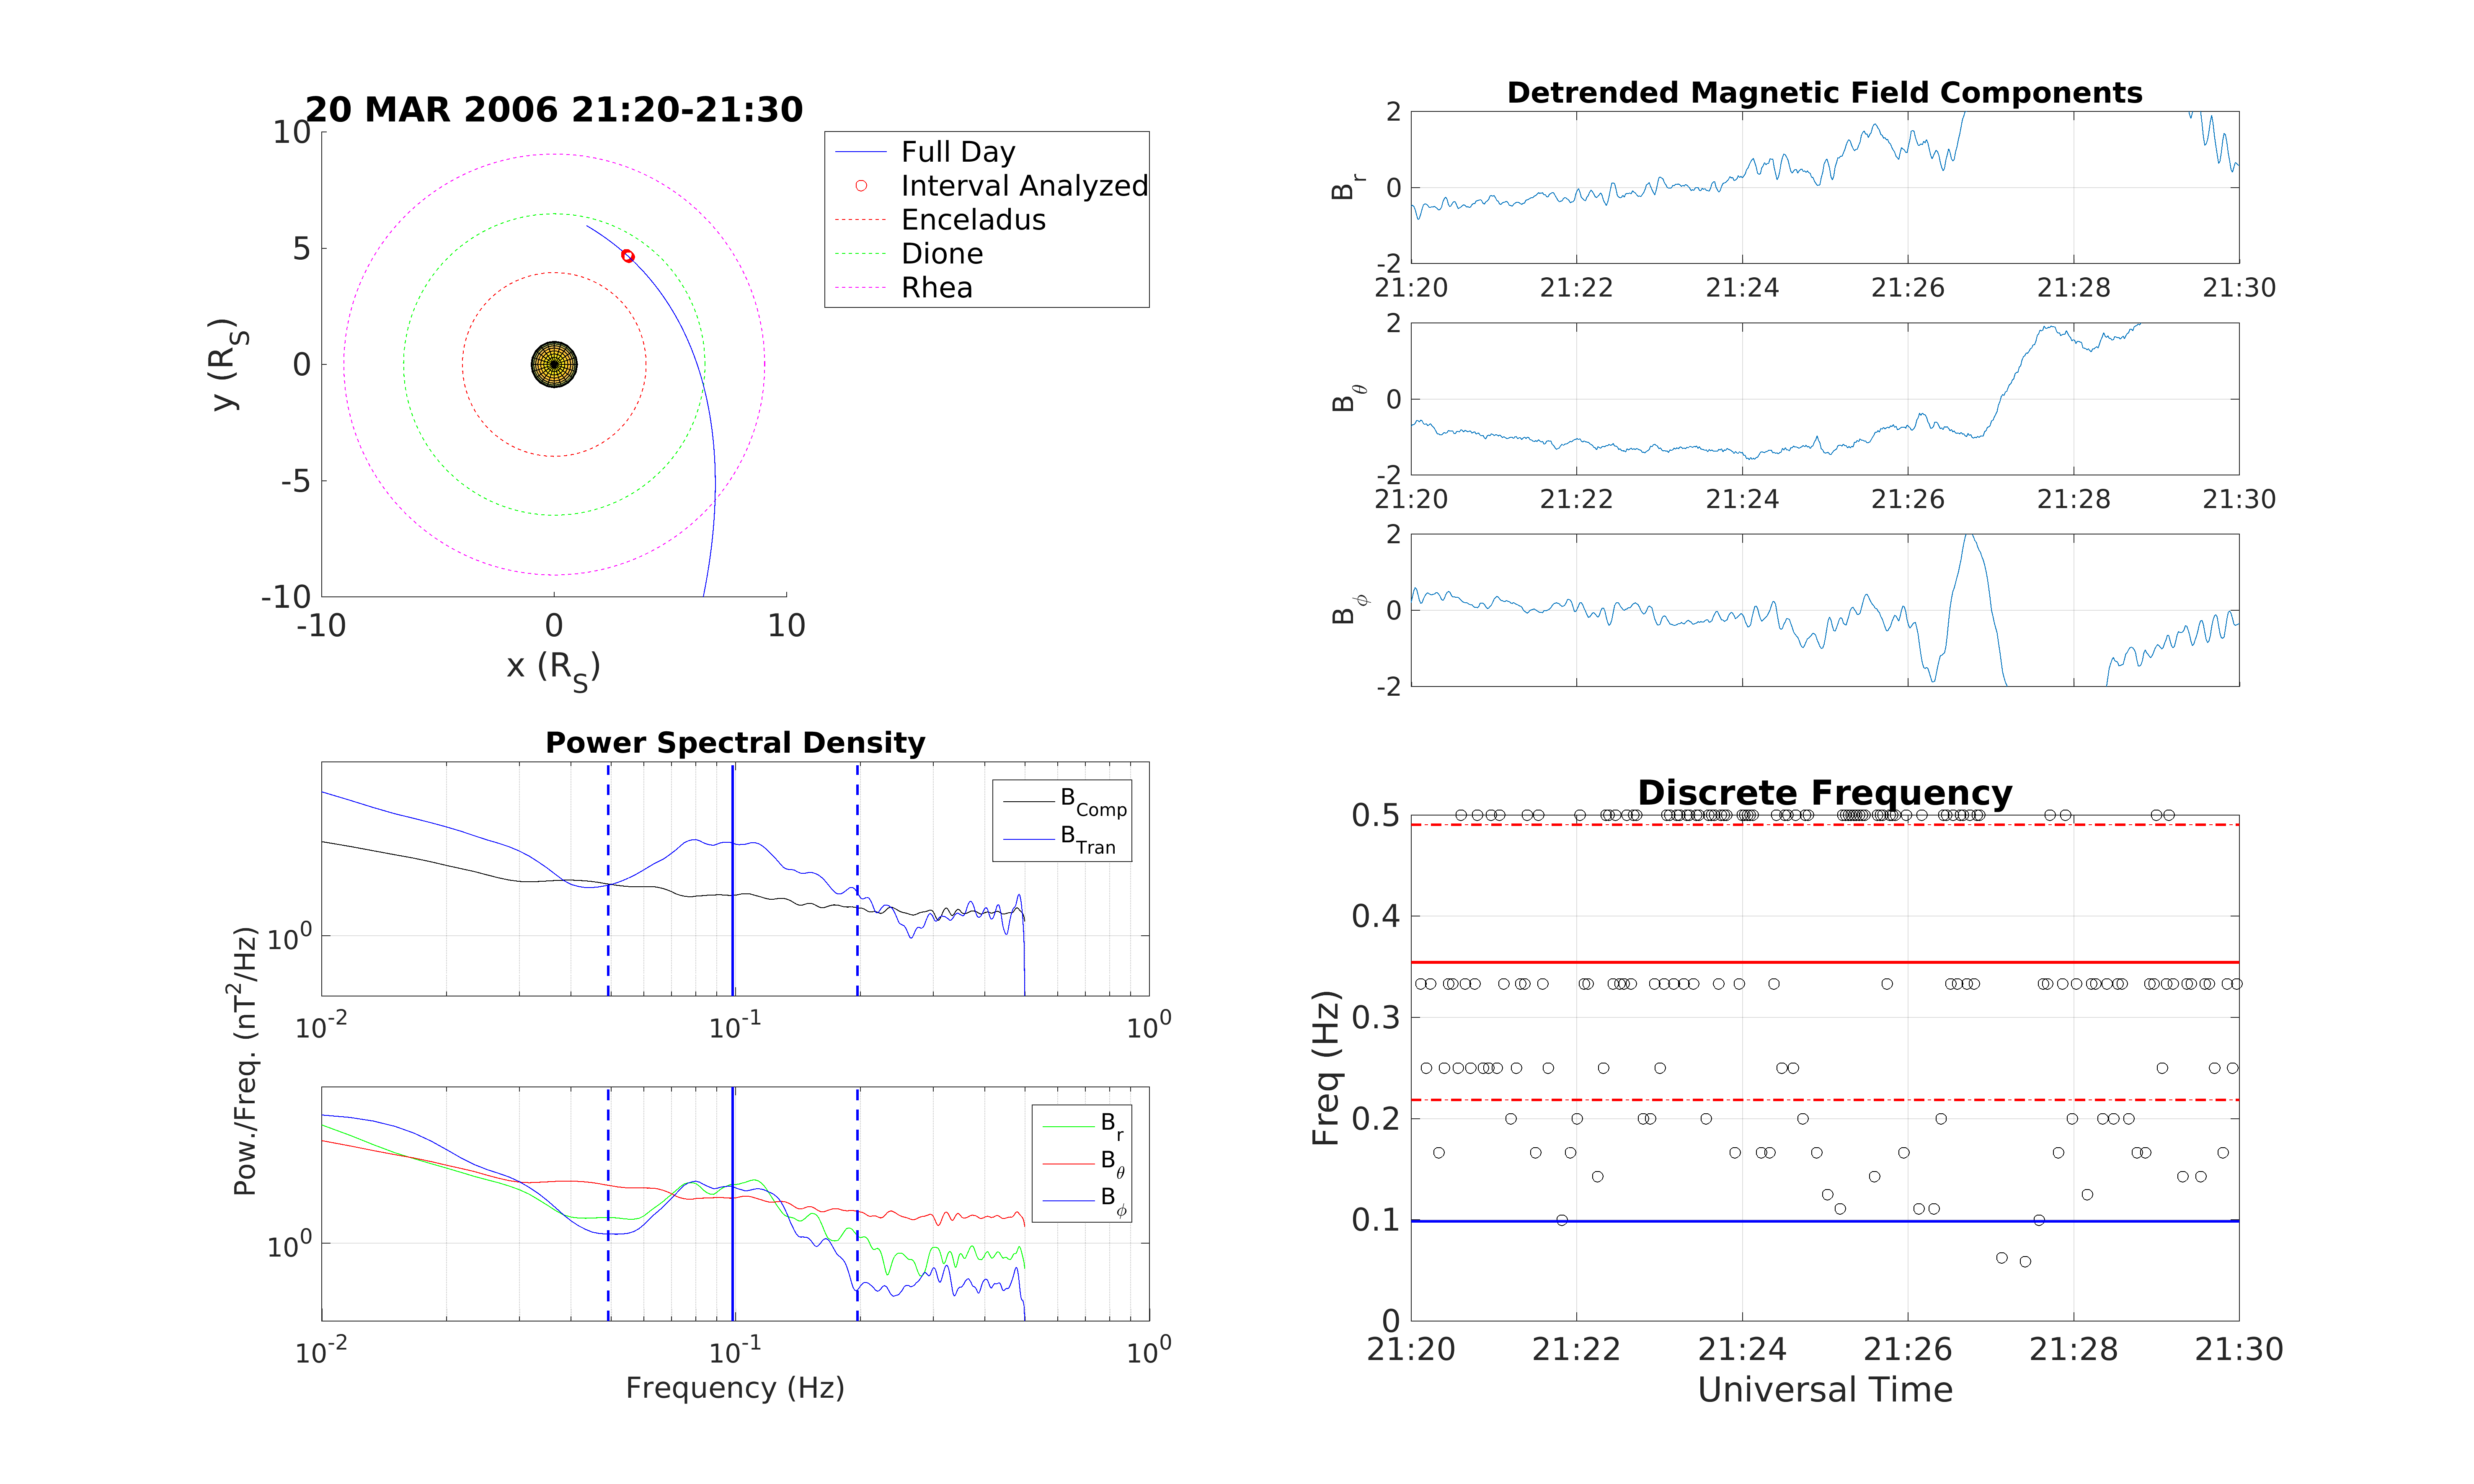 20 MAR 2006 21:20-21:30
10
5
0
-5
-10
-10 0 10
y (R_S)
x (R_S)
Full Day
Interval Analyzed
Enceladus
Dione
Rhea
Detrended Magnetic Field Components
B_r
2
0
-2
21:20 21:22 21:24 21:26 21:28 21:30
B_θ
2
0
-2
21:20 21:22 21:24 21:26 21:28 21:30
B_ϕ
2
0
-2
Power Spectral Density
B_Comp
B_Tran
10^0
10^-2 10^-1 10^0
Pow./Freq. (nT^2/Hz)
B_r
B_θ
B_ϕ
10^0
10^-2 10^-1 10^0
Frequency (Hz)
Discrete Frequency
0.5
0.4
0.3
0.2
0.1
0
Freq (Hz)
21:20 21:22 21:24 21:26 21:28 21:30
Universal Time